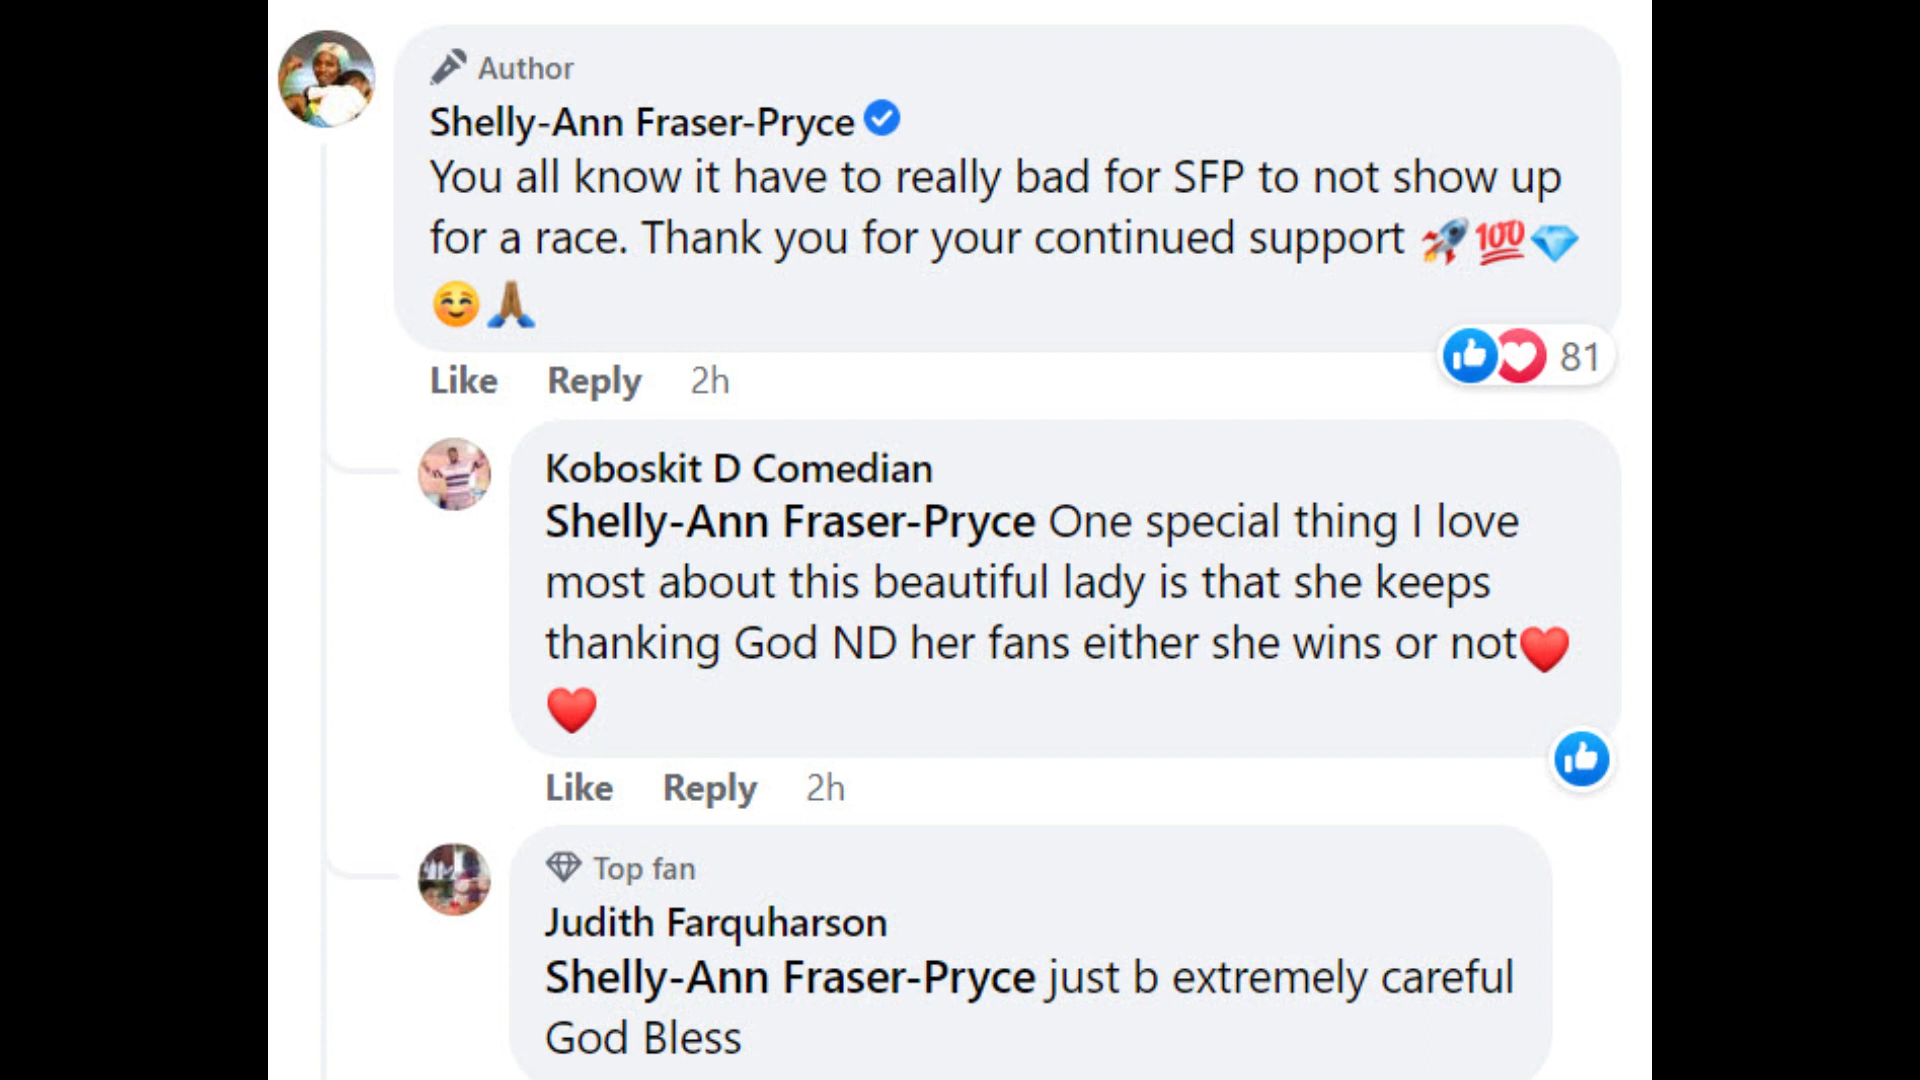 Author
Shelly-Ann Fraser-Pryce
You all know it have to really bad for SFP to not show up
for a race. Thank you for your continued support 🚀💯💎
☺️🙏🏾
81
Like Reply 2h
Koboskit D Comedian
Shelly-Ann Fraser-Pryce One special thing I love
most about this beautiful lady is that she keeps
thanking God ND her fans either she wins or not❤️
❤️
Like Reply 2h
Top fan
Judith Farquharson
Shelly-Ann Fraser-Pryce just b extremely careful
God Bless